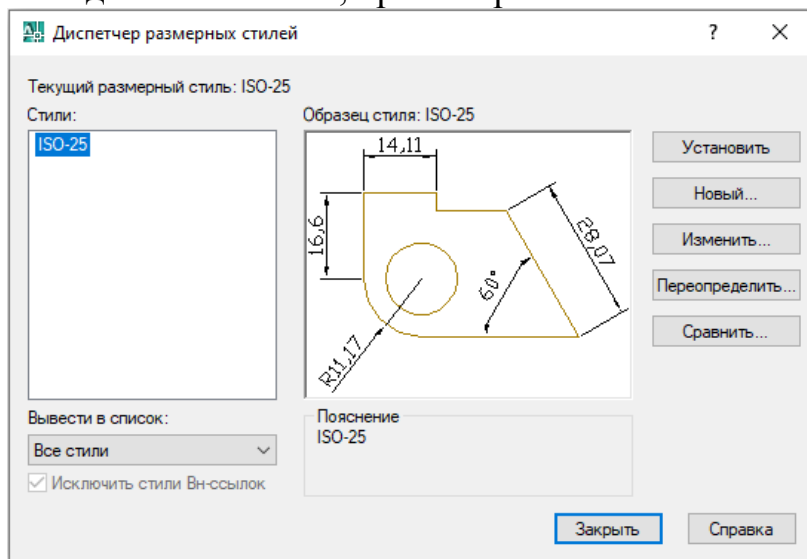 Диспетчер размерных стилей
?
Текущий размерный стиль: ISO-25
Стили:
ISO-25
Образец стиля: ISO-25
14,11
16,6
28,07
60°
R11,17
Установить
Новый...
Изменить...
Переопределить...
Сравнить...
Вывести в список:
Все стили
Исключить стили Вн-ссылок
Пояснение
ISO-25
Закрыть
Справка